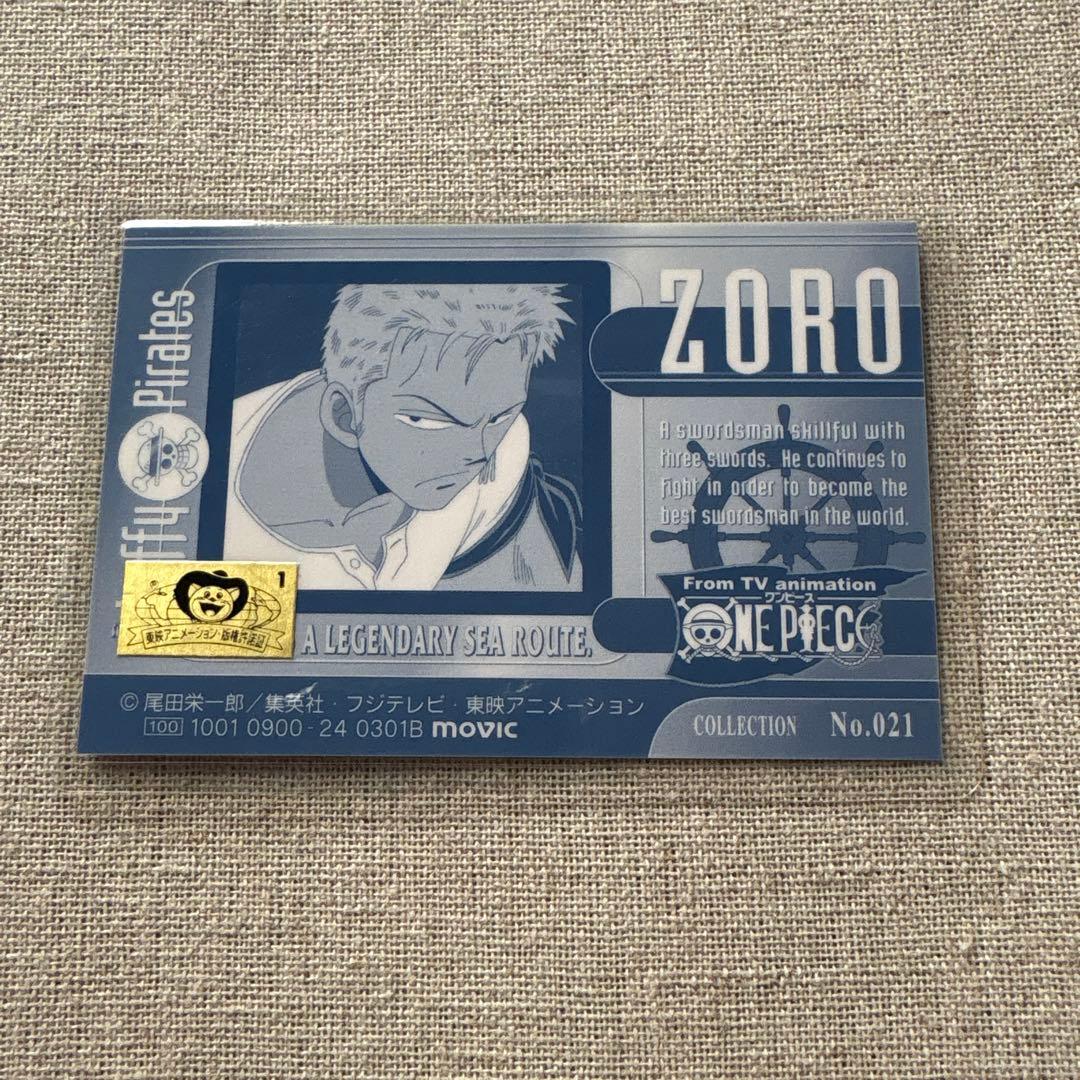 ffy Pirates
ZORO
A swordsman skillful with
three swords. He continues to
fight in order to become the
best swordsman in the world.
From TV animation
ワンピース
ONE PIECE
1
東映アニメーション・版権許諾証
A LEGENDARY SEA ROUTE.
© 尾田栄一郎／集英社・フジテレビ・東映アニメーション
100 1001 0900-24 0301B movic
COLLECTION No.021